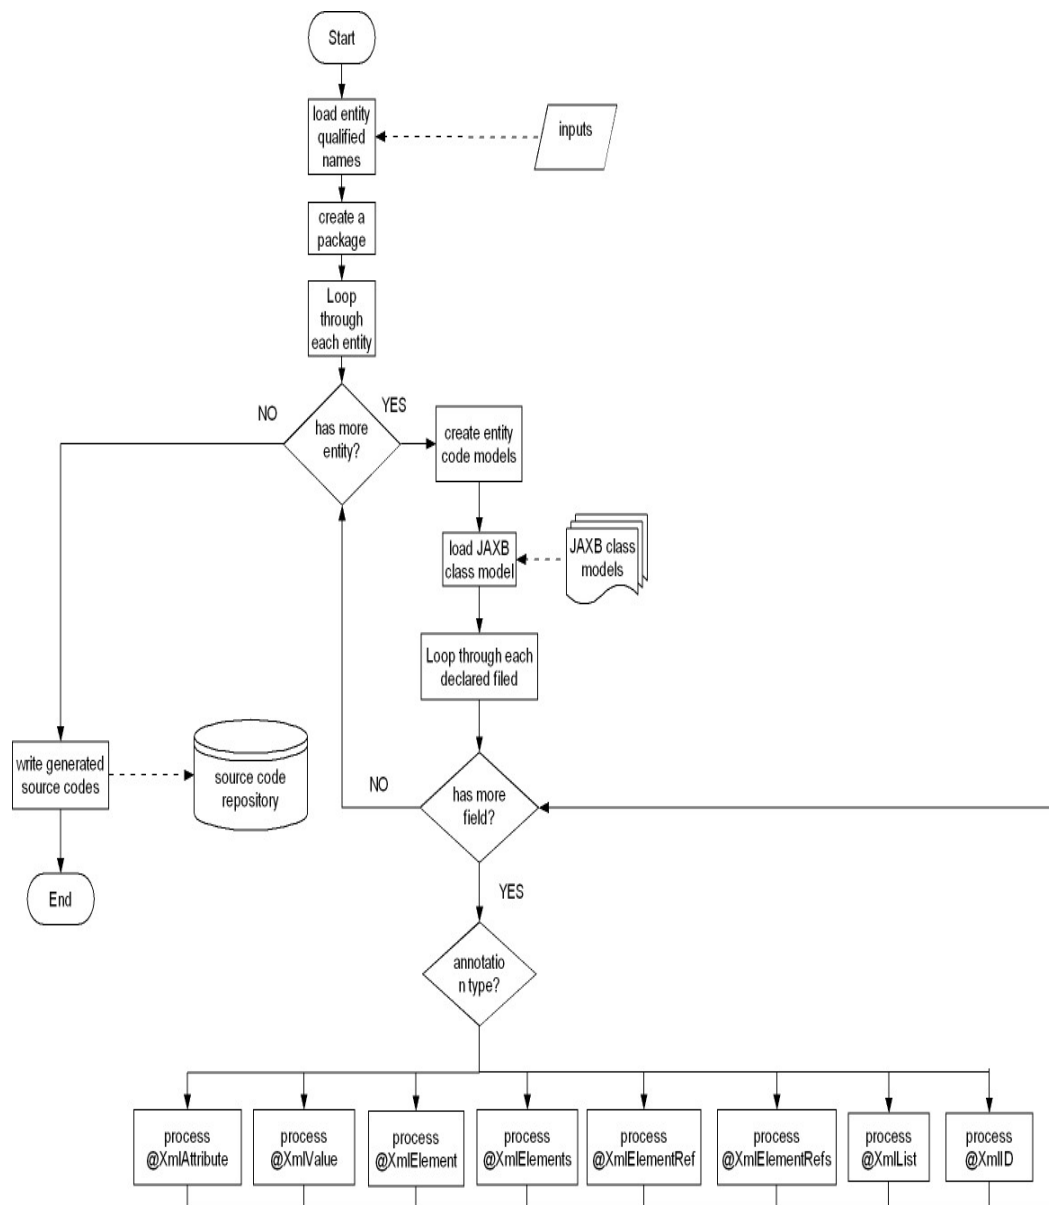 Start
load entity
qualified
names
inputs
create a
package
Loop
through
each entity
NO
YES
has more
entity?
create entity
code models
load JAXB
class model
JAXB class
models
Loop through each
declared filed
write generated
source codes
source code
repository
NO
has more
field?
End
YES
annotatio
n type?
process
@XmlAttribute
process
@XmlValue
process
@XmlElement
process
@XmlElements
process
@XmlElementRef
process
@XmlElementRefs
process
@XmlList
process
@XmlID